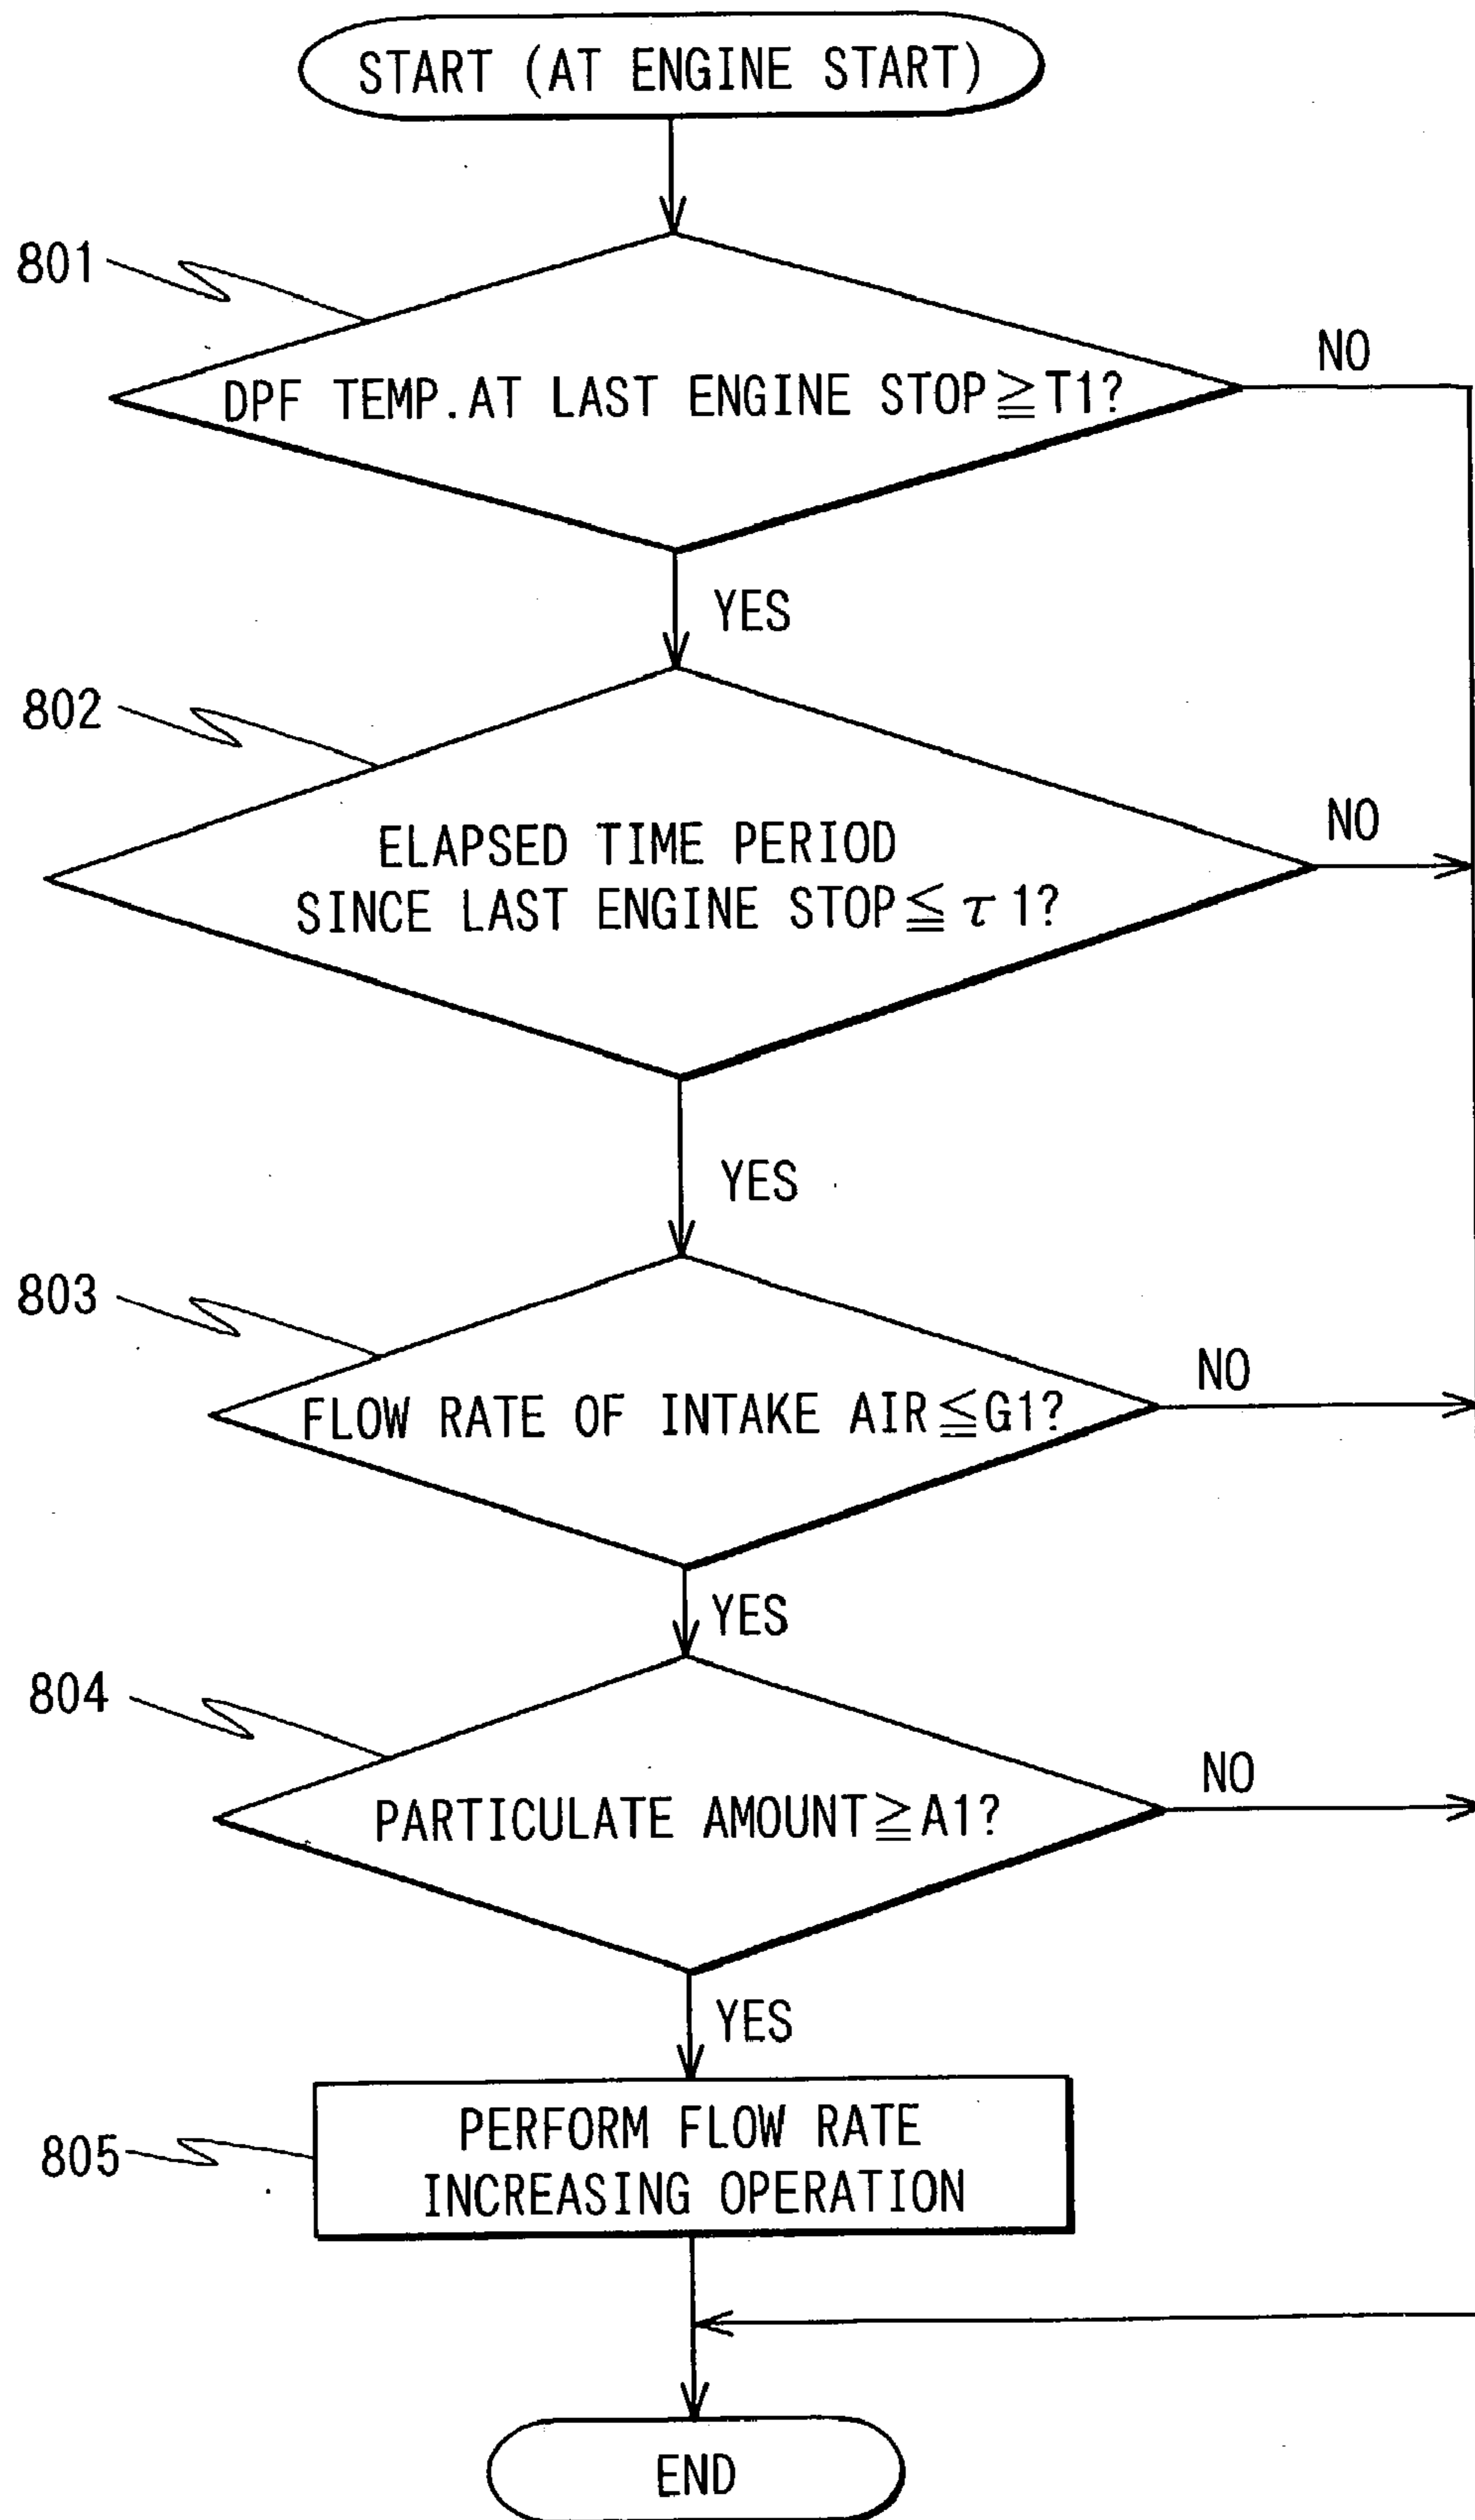 START (AT ENGINE START)
801
NO
DPF TEMP.AT LAST ENGINE STOP≧T1?
YES
802
NO
ELAPSED TIME PERIOD
SINCE LAST ENGINE STOP≦τ1?
YES
803
NO
FLOW RATE OF INTAKE AIR≦G1?
YES
804
NO
PARTICULATE AMOUNT≧A1?
YES
805
PERFORM FLOW RATE
INCREASING OPERATION
END